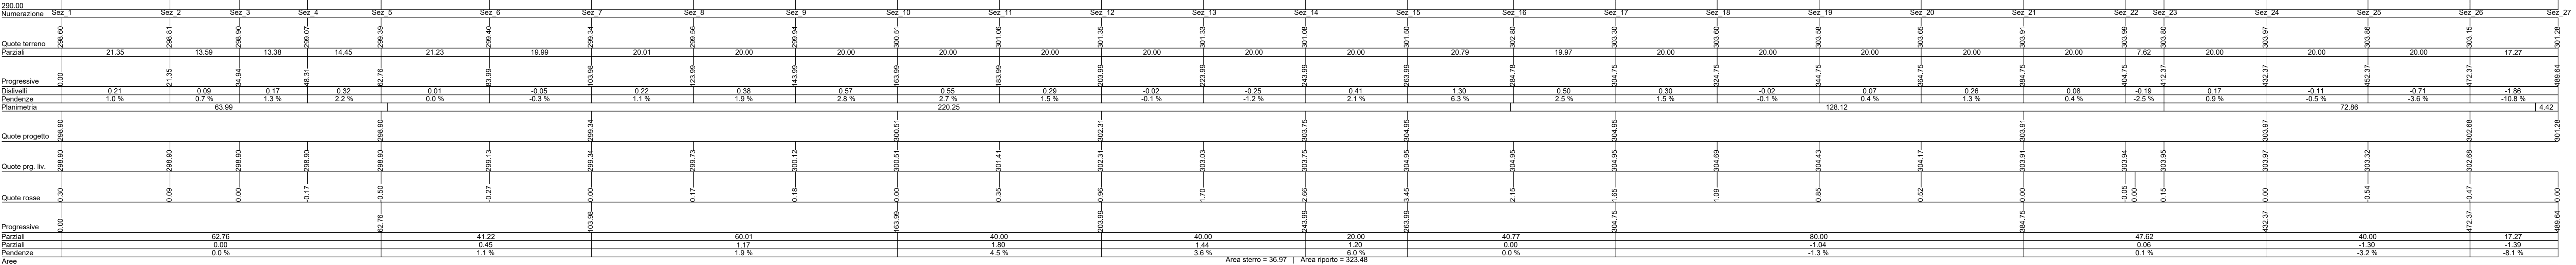 290.00
Numerazione Sez_1 Sez_2 Sez_3 Sez_4 Sez_5 Sez_6 Sez_7 Sez_8 Sez_9 Sez_10 Sez_11 Sez_12 Sez_13 Sez_14 Sez_15 Sez_16 Sez_17 Sez_18 Sez_19 Sez_20 Sez_21 Sez_22 Sez_23 Sez_24 Sez_25 Sez_26 Sez_27
Quote terreno 298.60 298.81 298.90 299.07 299.39 299.40 299.34 299.56 299.94 300.51 301.06 301.35 301.33 301.08 301.50 302.80 303.30 303.60 303.58 303.65 303.91 303.99 303.80 303.97 303.86 303.15 301.28
Parziali 21.35 13.59 13.38 14.45 21.23 19.99 20.01 20.00 20.00 20.00 20.00 20.00 20.00 20.00 20.79 19.97 20.00 20.00 20.00 20.00 20.00 7.62 20.00 20.00 20.00 17.27
Progressive 0.00 21.35 34.94 48.31 62.76 83.99 103.98 123.99 143.99 163.99 183.99 203.99 223.99 243.99 263.99 284.78 304.75 324.75 344.75 364.75 384.75 404.75 412.37 432.37 452.37 472.37 489.64
Dislivelli 0.21 0.09 0.17 0.32 0.01 -0.05 0.22 0.38 0.57 0.55 0.29 -0.02 -0.25 0.41 1.30 0.50 0.30 -0.02 0.07 0.26 0.08 -0.19 0.17 -0.11 -0.71 -1.86
Pendenze 1.0 % 0.7 % 1.3 % 2.2 % 0.0 % -0.3 % 1.1 % 1.9 % 2.8 % 2.7 % 1.5 % -0.1 % -1.2 % 2.1 % 6.3 % 2.5 % 1.5 % -0.1 % 0.4 % 1.3 % 0.4 % -2.5 % 0.9 % -0.5 % -3.6 % -10.8 %
Planimetria 63.99 220.25 128.12 72.86 4.42
Quote progetto 298.90 298.90 299.34 300.51 302.31 303.75 304.95 304.95 303.91 303.97 302.68 301.28
Quote prg. liv. 298.90 298.90 298.90 298.90 298.90 299.13 299.34 299.73 300.12 300.51 301.41 302.31 303.03 303.75 304.95 304.95 304.95 304.69 304.43 304.17 303.91 303.94 303.95 303.97 303.32 302.68 301.28
Quote rosse 0.30 0.09 0.00 -0.17 -0.50 -0.27 0.00 0.17 0.18 0.00 0.35 0.96 1.70 2.66 3.45 2.15 1.65 1.09 0.85 0.52 0.00 -0.05 0.00 0.15 0.00 -0.54 -0.47 0.00
Progressive 0.00 62.76 103.98 163.99 203.99 243.99 263.99 304.75 384.75 432.37 472.37 489.64
Parziali 62.76 41.22 60.01 40.00 40.00 20.00 40.77 80.00 47.62 40.00 17.27
Parziali 0.00 0.45 1.17 1.80 1.44 1.20 0.00 -1.04 0.06 -1.30 -1.39
Pendenze 0.0 % 1.1 % 1.9 % 4.5 % 3.6 % 6.0 % 0.0 % -1.3 % 0.1 % -3.2 % -8.1 %
Aree Area sterro = 36.97 | Area riporto = 323.48